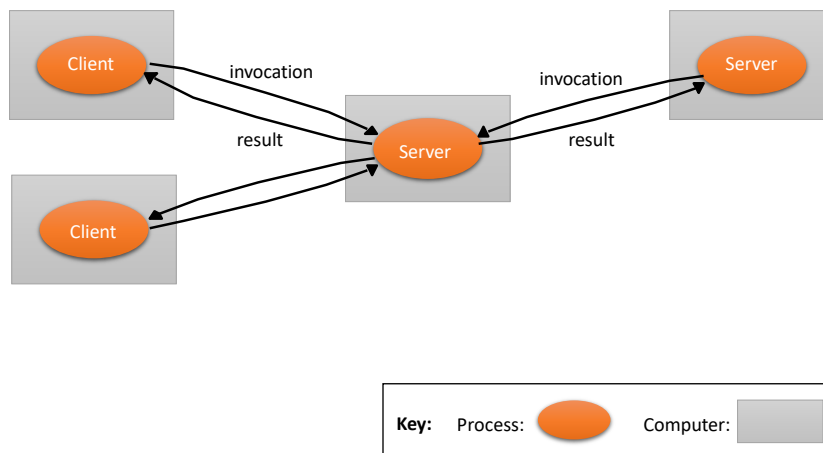 Client
invocation
result
Client
Server
invocation
result
Server
Key: Process: Computer: